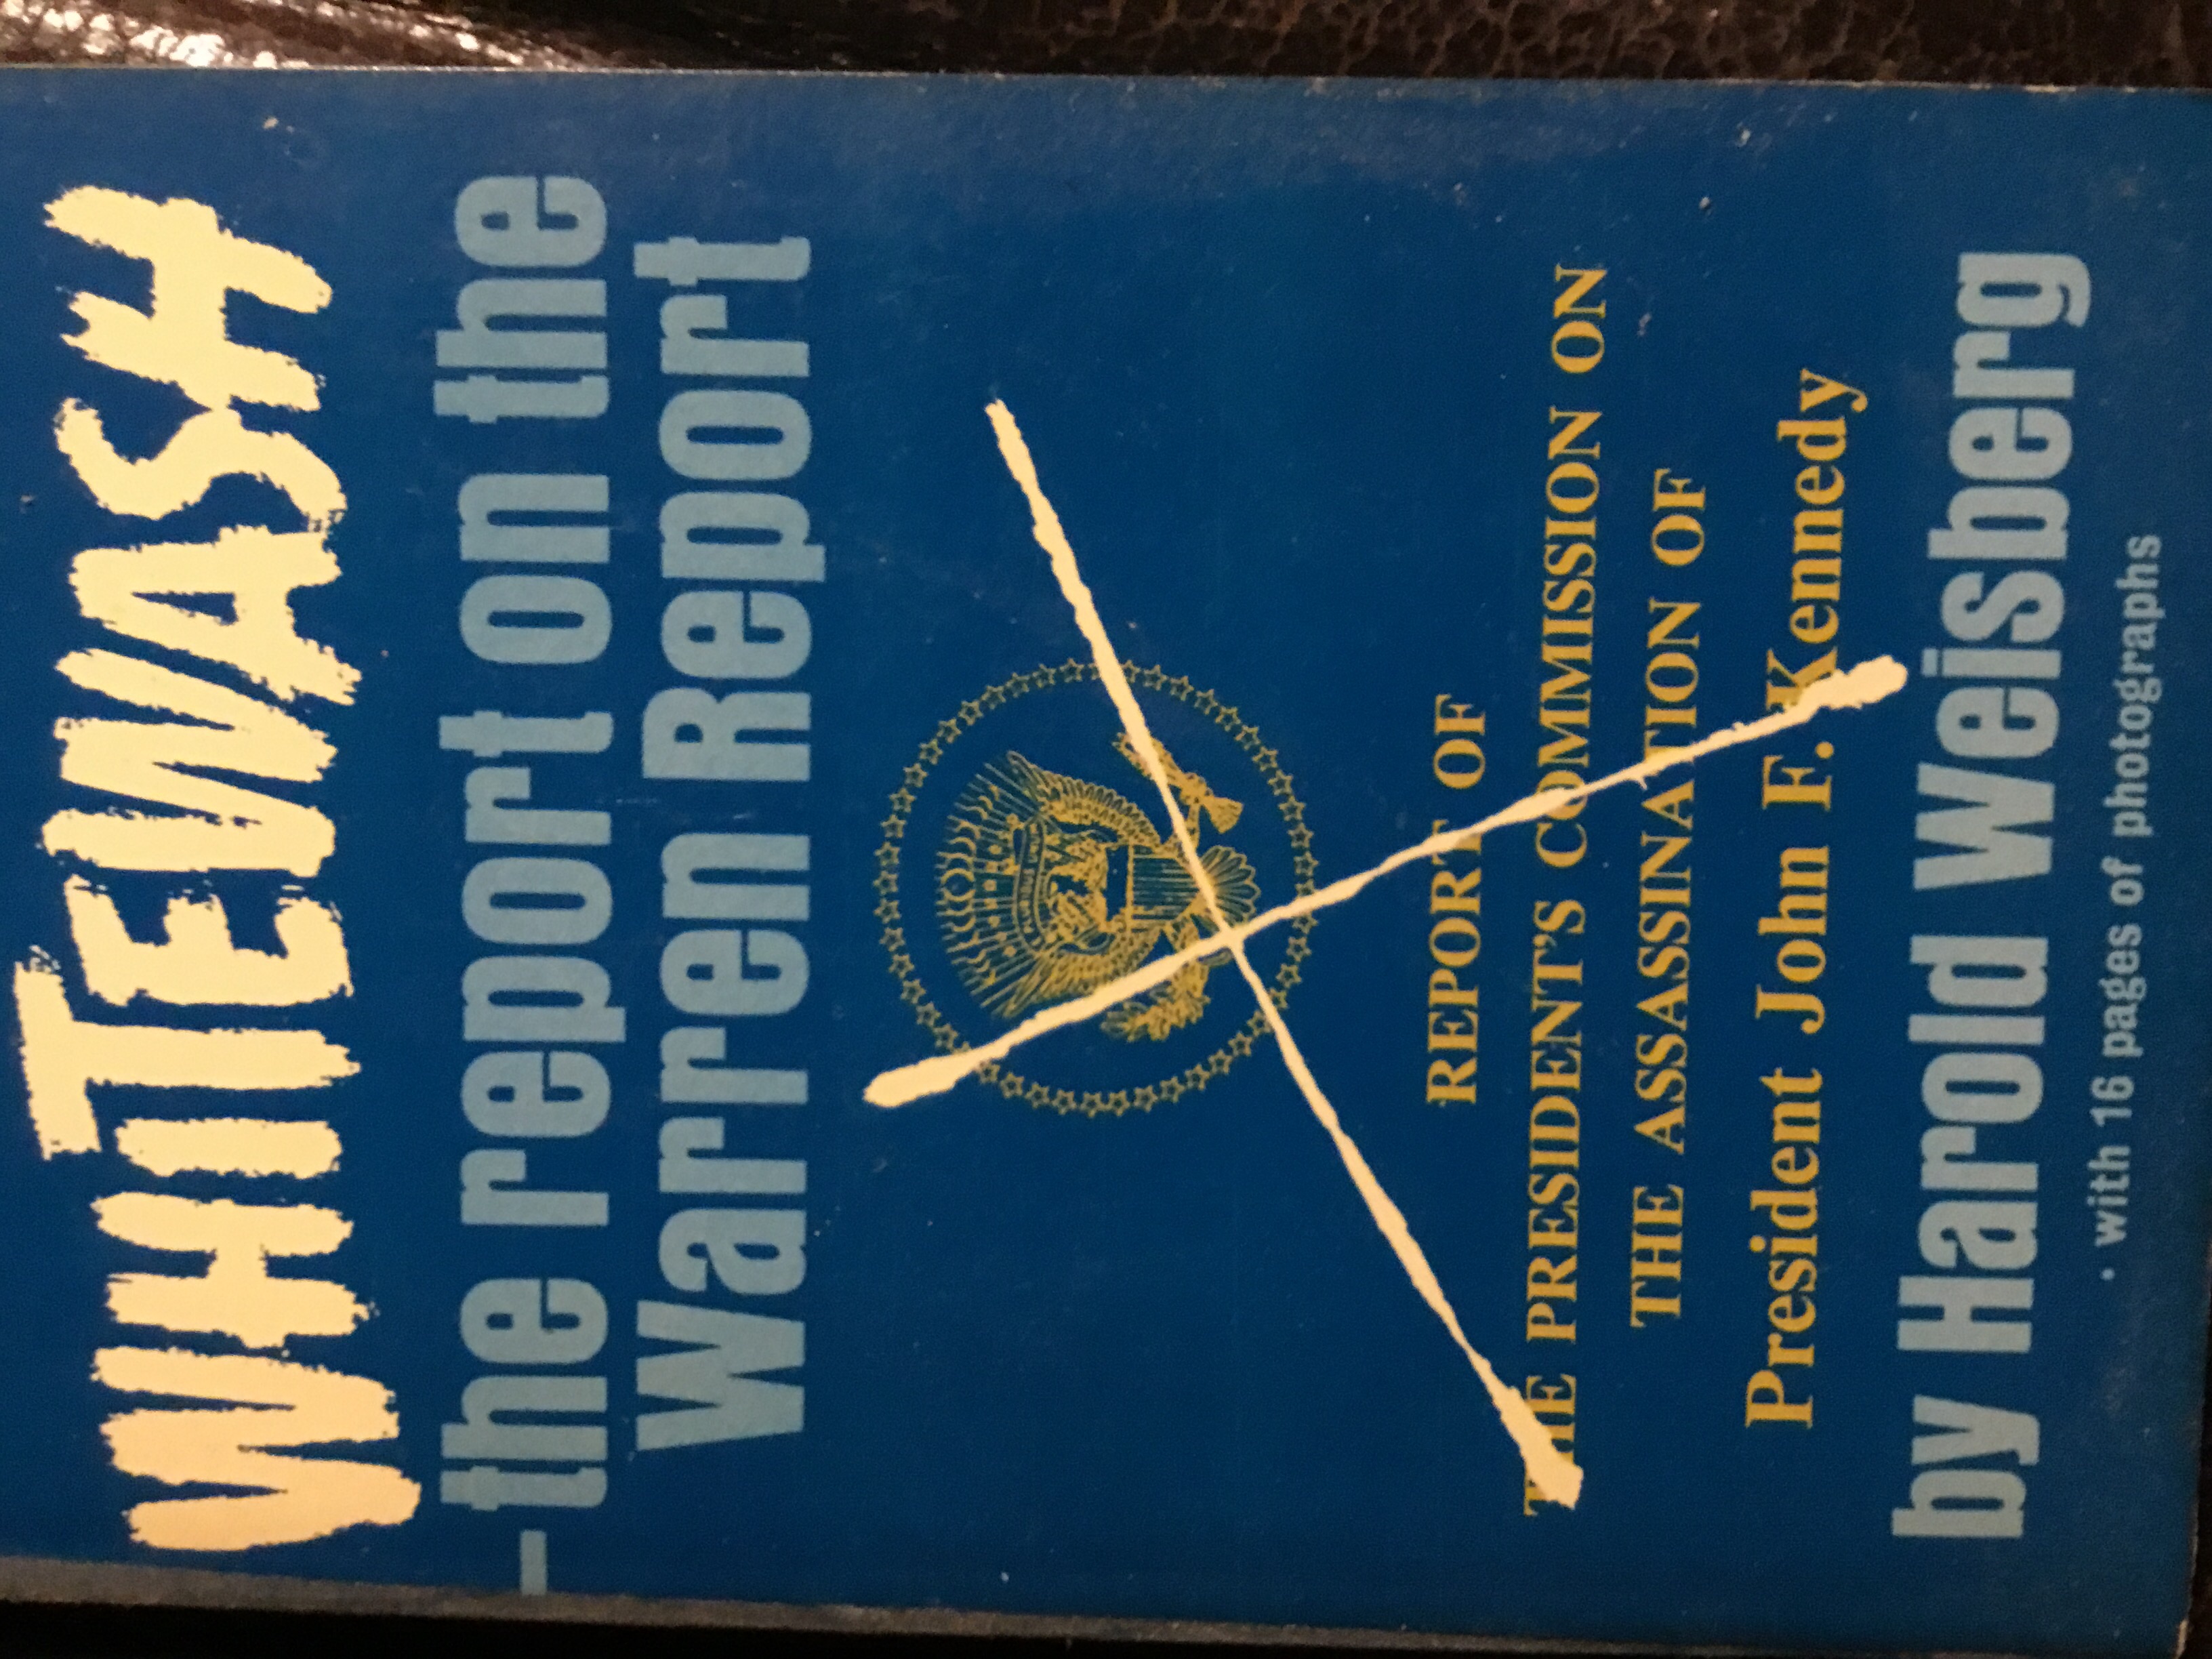 WHITEWASH
–the report on the
Warren Report
REPORT OF
THE PRESIDENT'S COMMISSION ON
THE ASSASSINATION OF
President John F. Kennedy
by Harold Weisberg
• with 16 pages of photographs